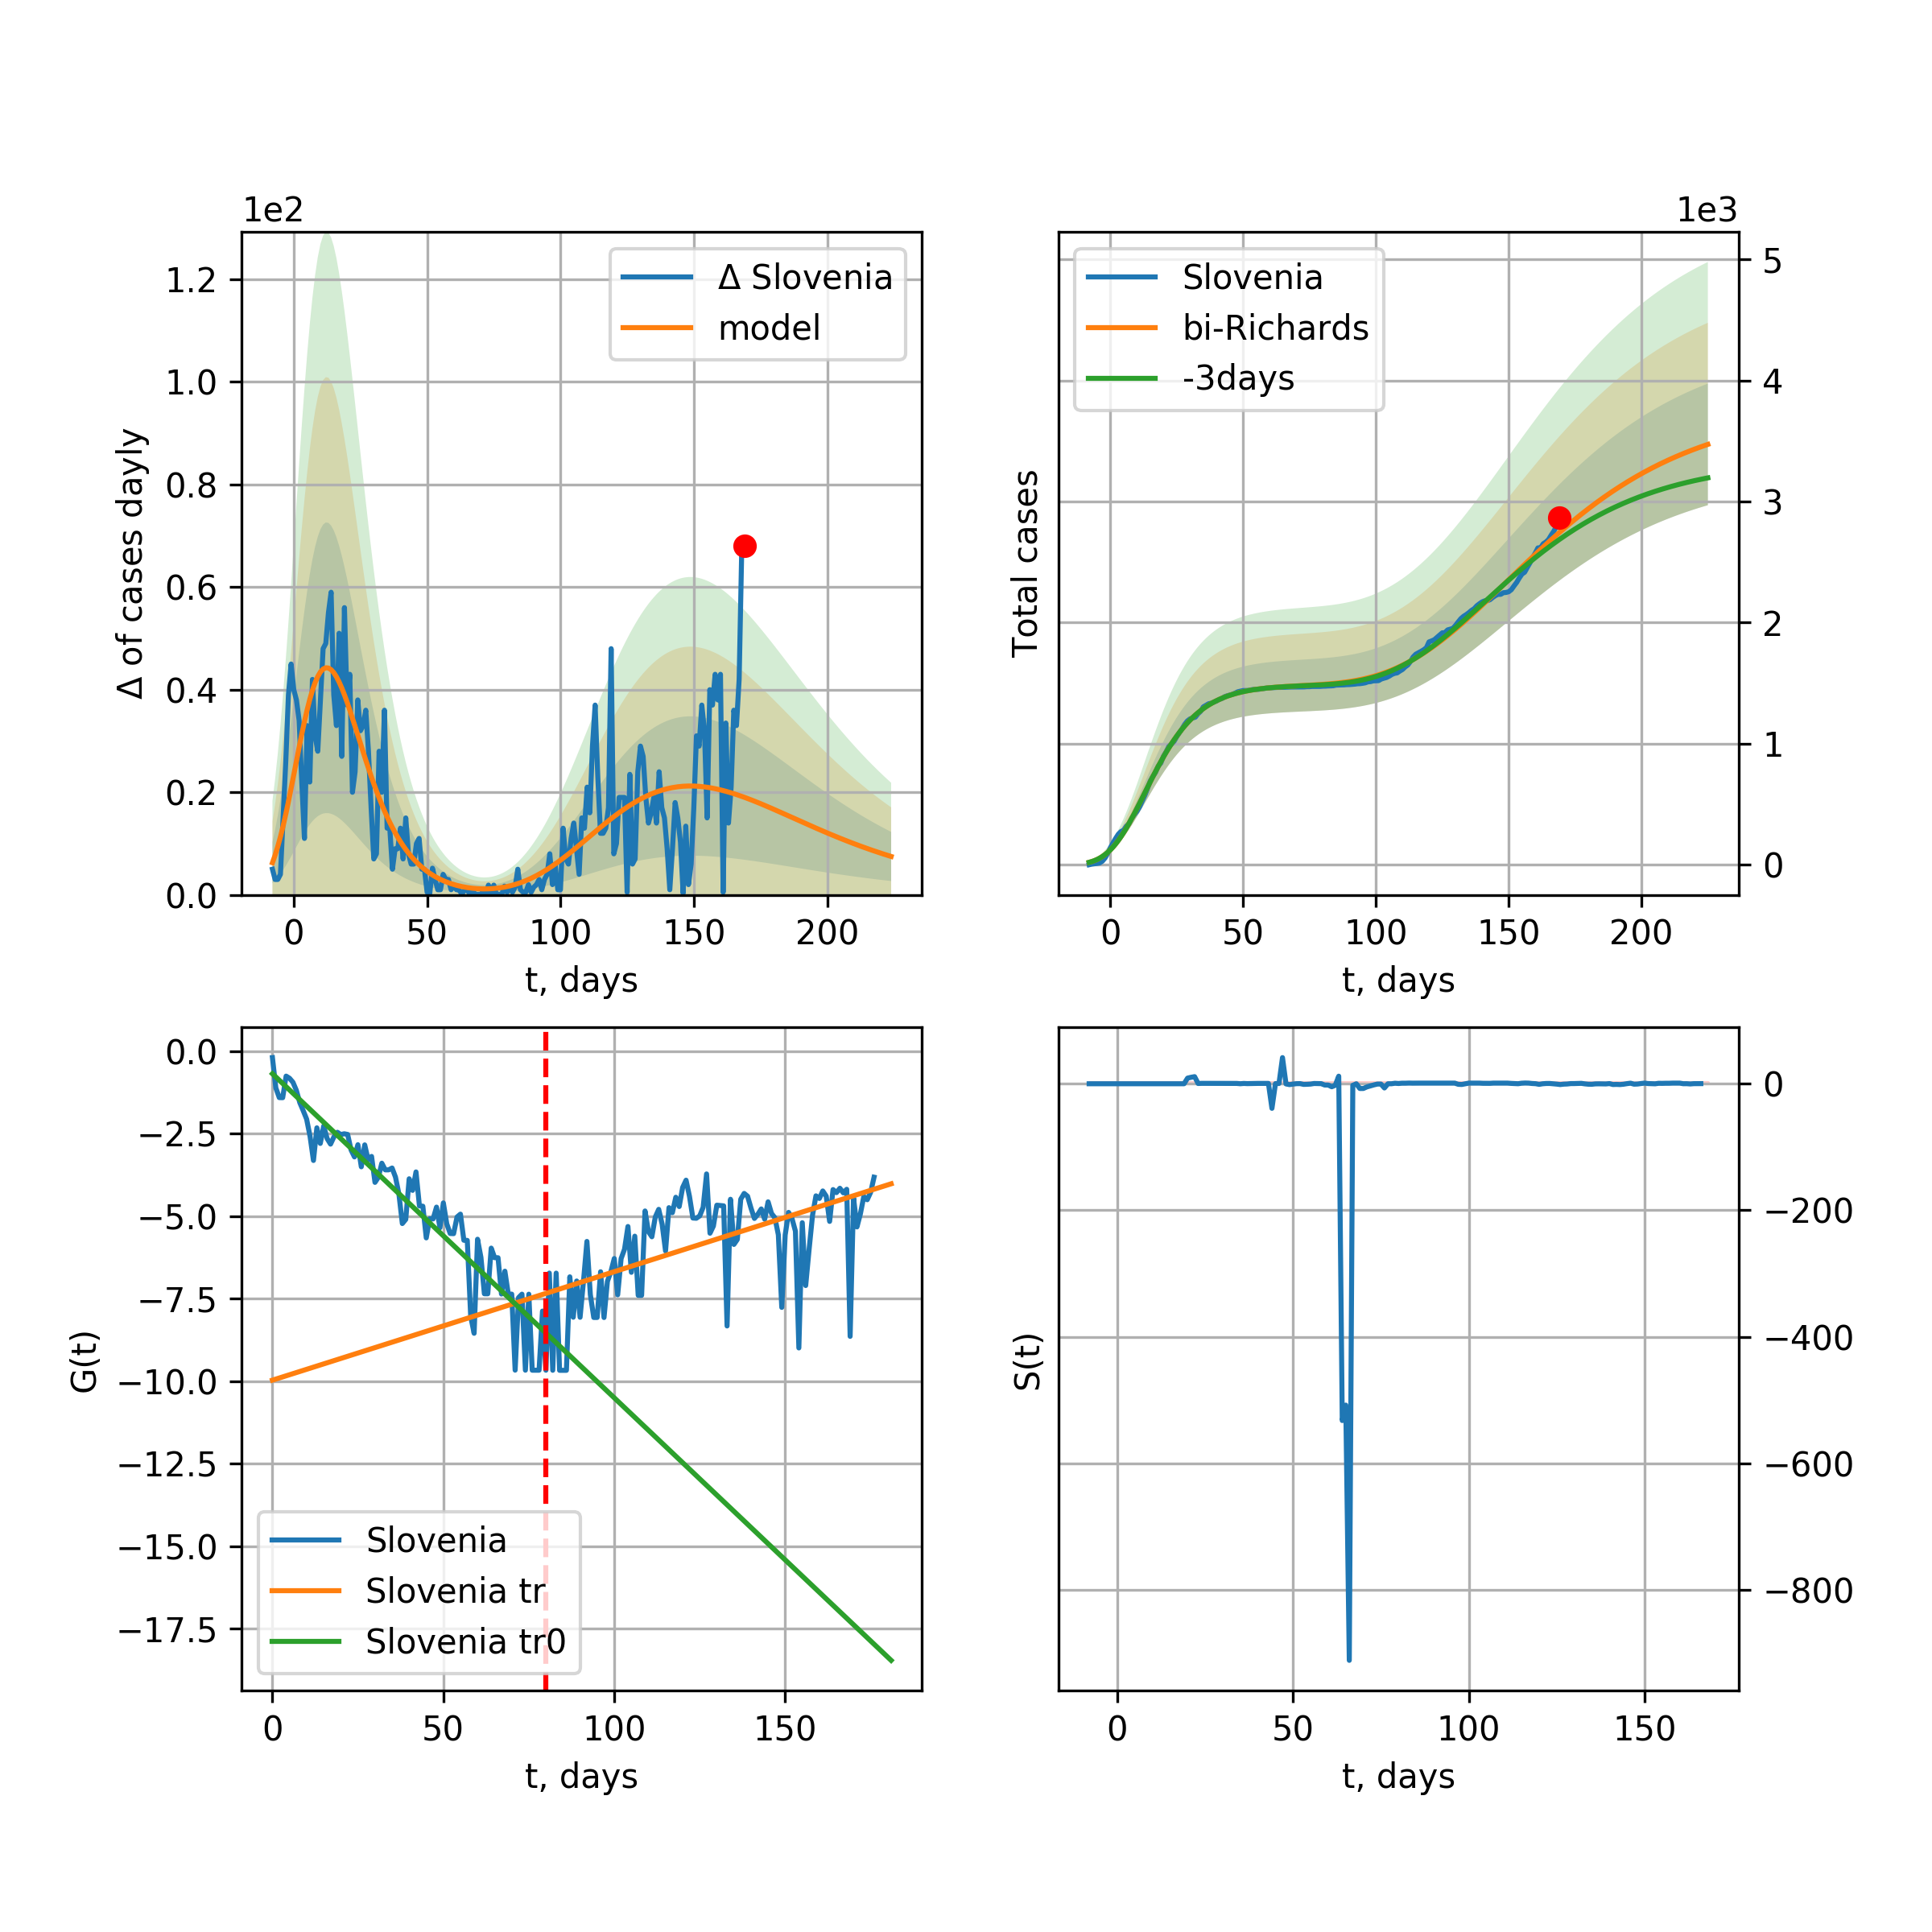 1e2
Δ of cases dayly
1.2
1.0
0.8
0.6
0.4
0.2
0.0
Δ Slovenia
model
0 50 100 150 200
t, days
1e3
Total cases
Slovenia
bi-Richards
-3days
5
4
3
2
1
0
0 50 100 150 200
t, days
G(t)
0.0
−2.5
−5.0
−7.5
−10.0
−12.5
−15.0
−17.5
Slovenia
Slovenia tr
Slovenia tr0
0 50 100 150
t, days
S(t)
0
−200
−400
−600
−800
0 50 100 150
t, days